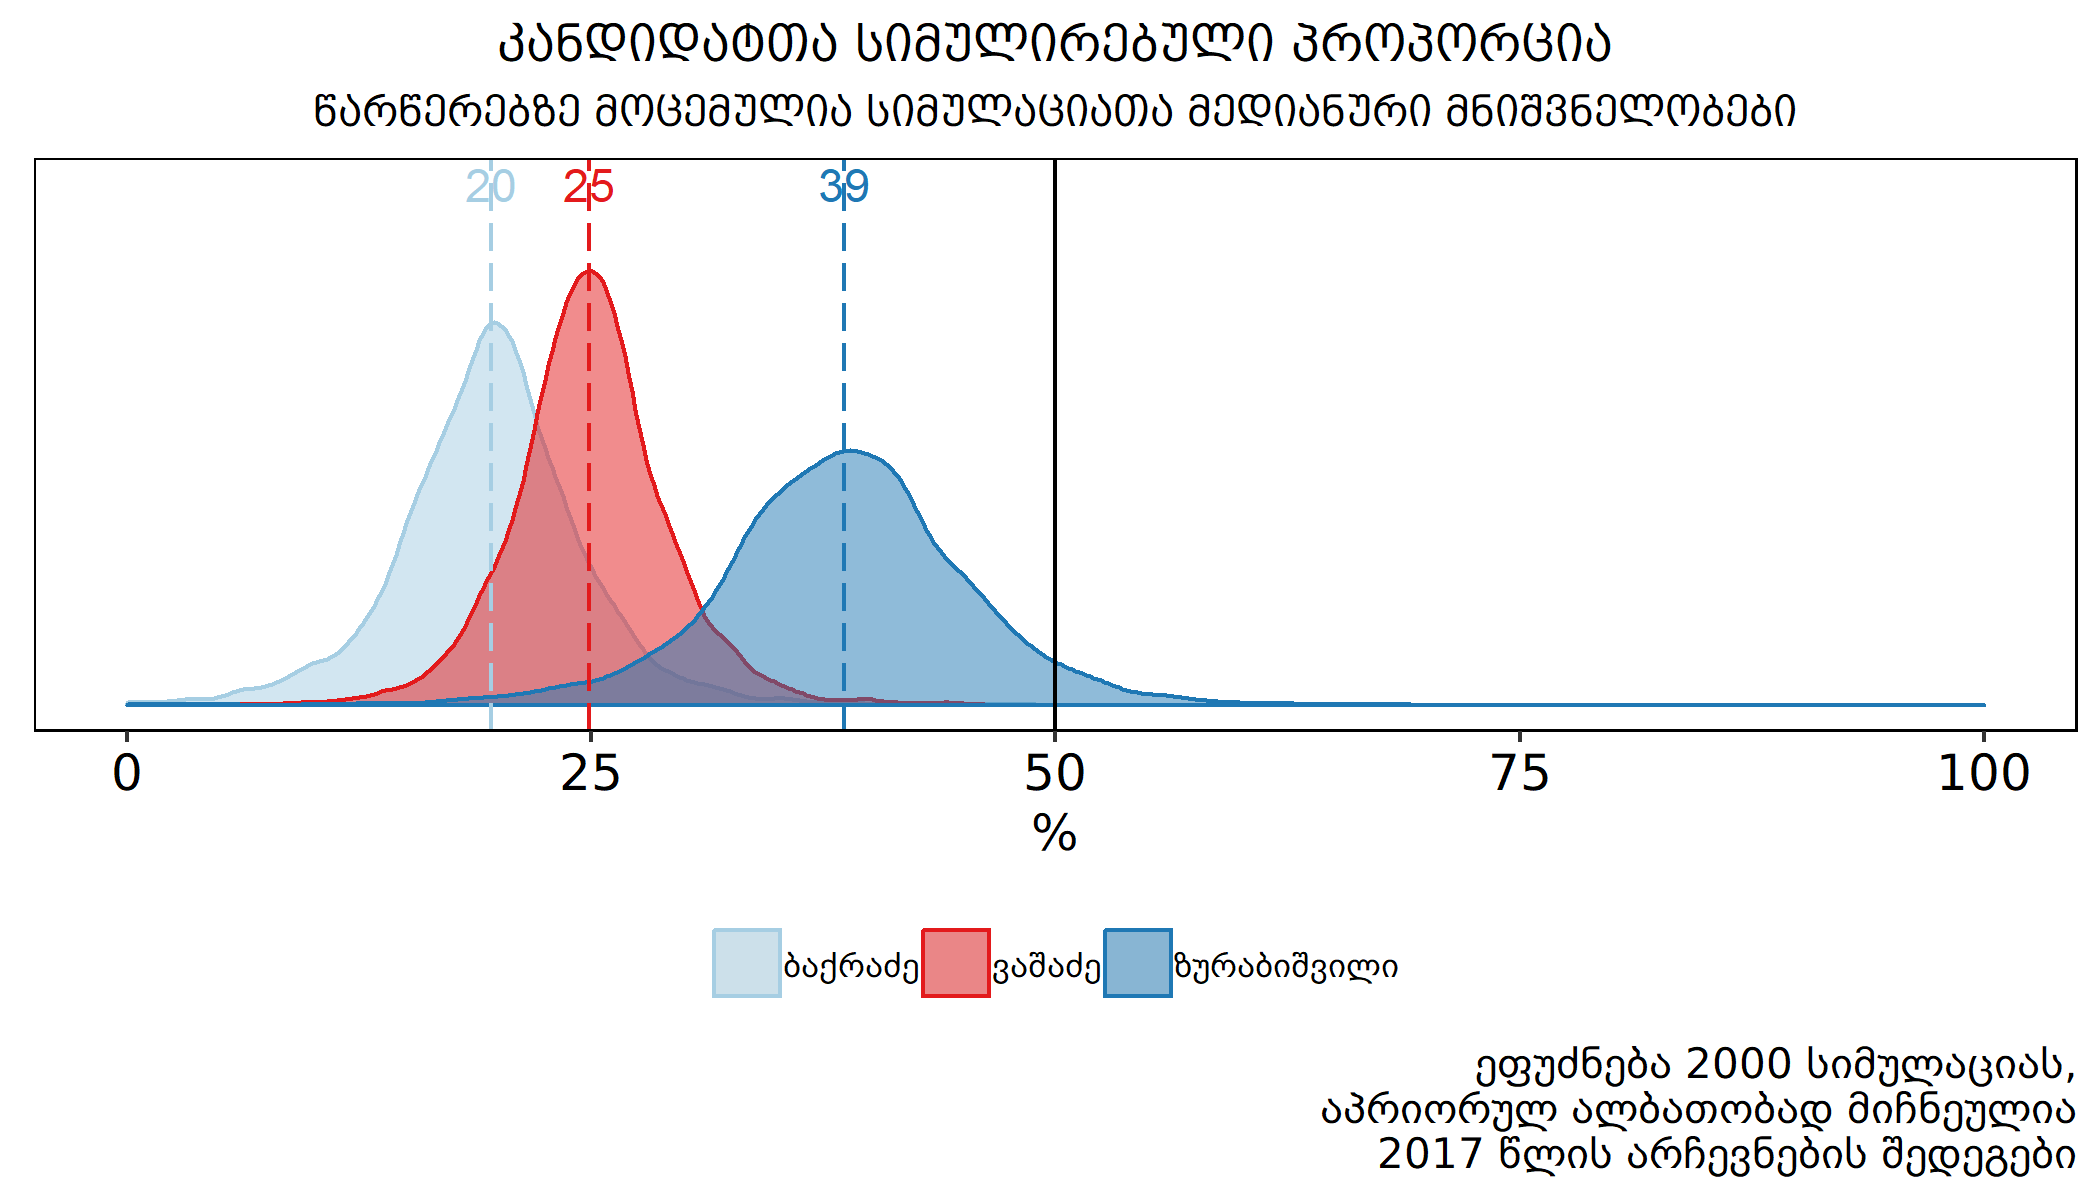 კანდიდატთა სიმულირებული პროპორცია
წარწერებზე მოცემულია სიმულაციათა მედიანური მნიშვნელობები
20 25 39
0 25 50 75 100
%
ბაქრაძე ვაშაძე ზურაბიშვილი
ეფუძნება 2000 სიმულაციას,
აპრიორულ ალბათობად მიჩნეულია
2017 წლის არჩევნების შედეგები